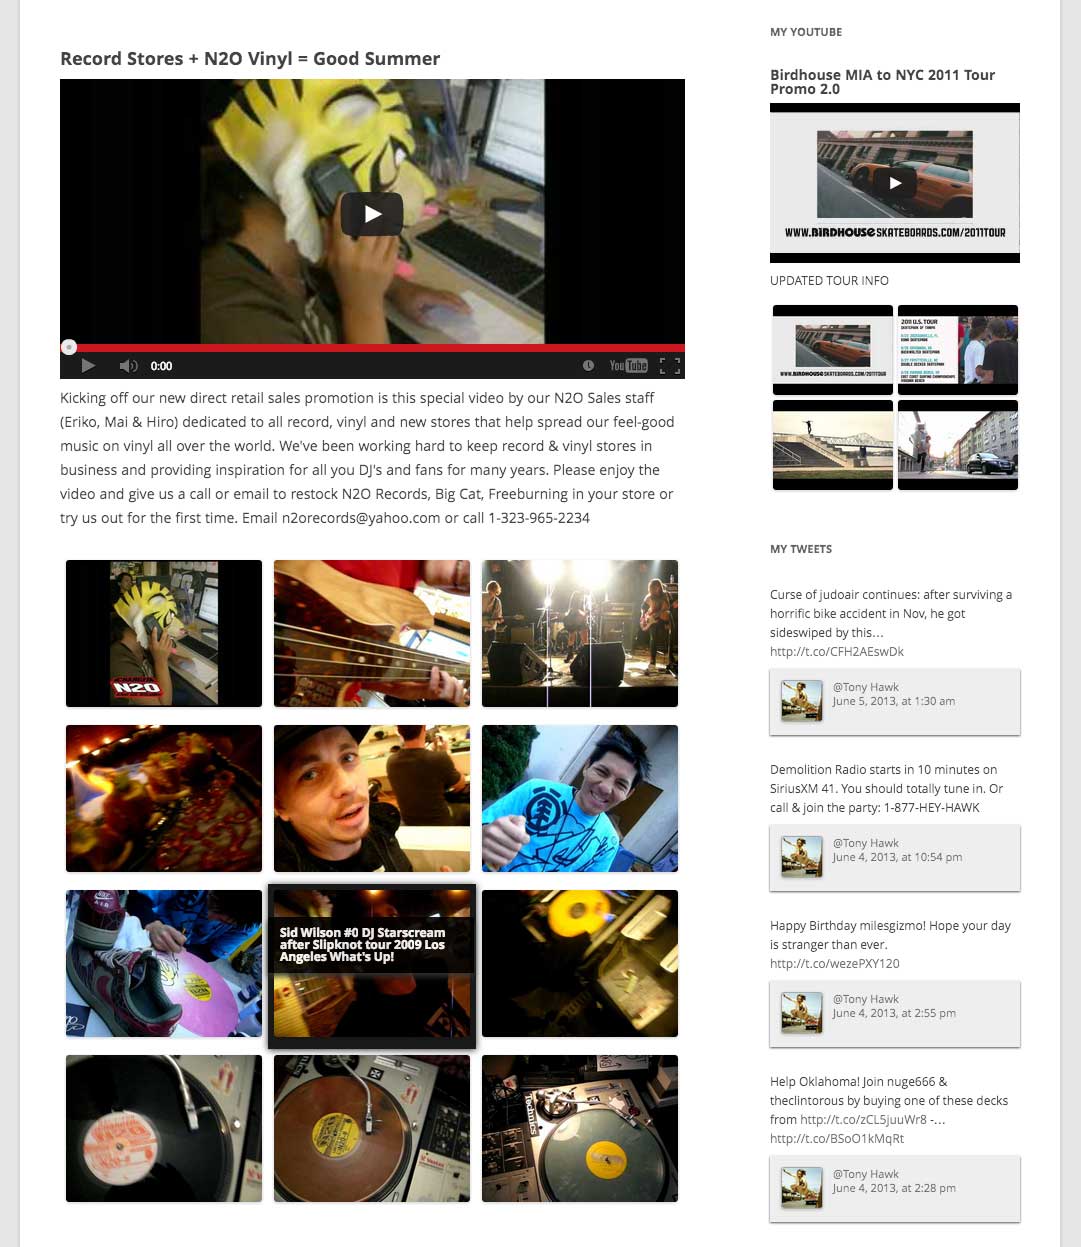 Record Stores + N2O Vinyl = Good Summer
0:00
YouTube
Kicking off our new direct retail sales promotion is this special video by our N2O Sales staff
(Eriko, Mai & Hiro) dedicated to all record, vinyl and new stores that help spread our feel-good
music on vinyl all over the world. We've been working hard to keep record & vinyl stores in
business and providing inspiration for all you DJ's and fans for many years. Please enjoy the
video and give us a call or email to restock N2O Records, Big Cat, Freeburning in your store or
try us out for the first time. Email n2orecords@yahoo.com or call 1-323-965-2234
N2O
Sid Wilson #0 DJ Starscream
after Slipknot tour 2009 Los
Angeles What's Up!
Technics
MY YOUTUBE
Birdhouse MIA to NYC 2011 Tour
Promo 2.0
WWW.BIRDHOUSESKATEBOARDS.COM/2011TOUR
UPDATED TOUR INFO
WWW.BIRDHOUSESKATEBOARDS.COM/2011TOUR
2011 U.S. TOUR
SKATEPARK OF TAMPA
MY TWEETS
Curse of judoair continues: after surviving a
horrific bike accident in Nov, he got
sideswiped by this…
http://t.co/CFH2AEswDk
@Tony Hawk
June 5, 2013, at 1:30 am
Demolition Radio starts in 10 minutes on
SiriusXM 41. You should totally tune in. Or
call & join the party: 1-877-HEY-HAWK
@Tony Hawk
June 4, 2013, at 10:54 pm
Happy Birthday milesgizmo! Hope your day
is stranger than ever.
http://t.co/wezePXY120
@Tony Hawk
June 4, 2013, at 2:55 pm
Help Oklahoma! Join nuge666 &
theclintorous by buying one of these decks
from http://t.co/zCL5juuWr8 -…
http://t.co/BSoO1kMqRt
@Tony Hawk
June 4, 2013, at 2:28 pm